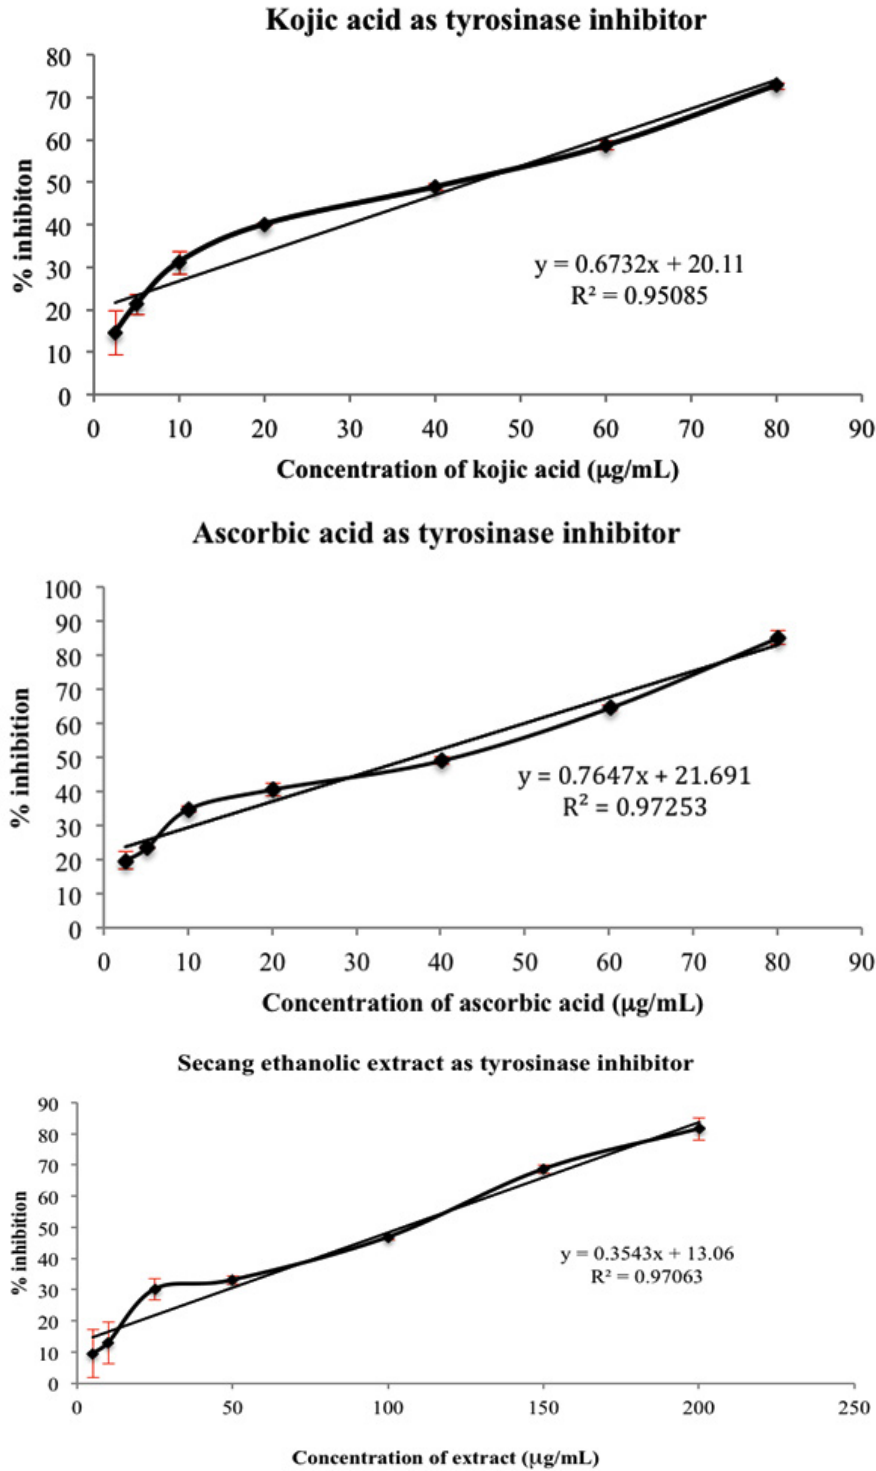 Kojic acid as tyrosinase inhibitor
80
70
60
50
40
30
20
10
0
% inhibiton
y = 0.6732x + 20.11
R² = 0.95085
0 10 20 30 40 50 60 70 80 90
Concentration of kojic acid (µg/mL)
Ascorbic acid as tyrosinase inhibitor
100
90
80
70
60
50
40
30
20
10
0
% inhibition
y = 0.7647x + 21.691
R² = 0.97253
0 10 20 30 40 50 60 70 80 90
Concentration of ascorbic acid (µg/mL)
Secang ethanolic extract as tyrosinase inhibitor
90
80
70
60
50
40
30
20
10
0
% inhibition
y = 0.3543x + 13.06
R² = 0.97063
0 50 100 150 200 250
Concentration of extract (µg/mL)